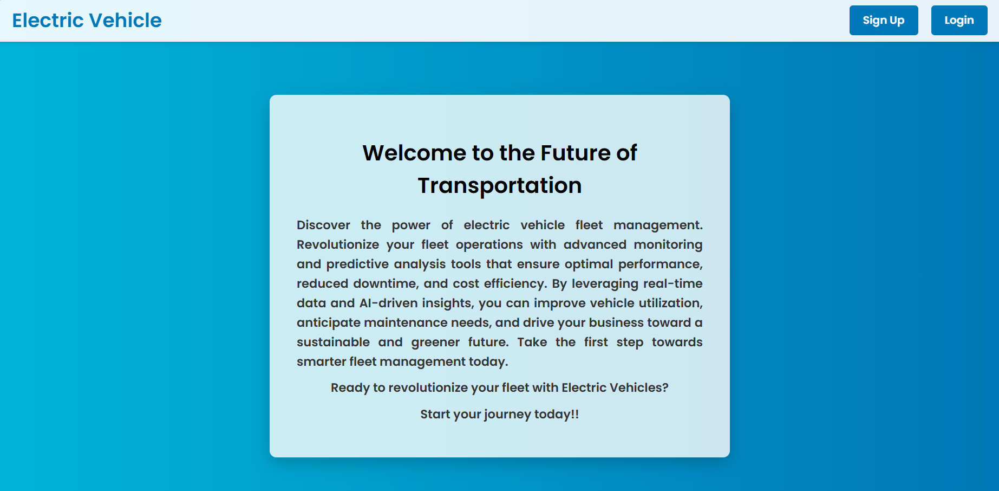 Electric Vehicle
Sign Up
Login
Welcome to the Future of
Transportation
Discover the power of electric vehicle fleet management.
Revolutionize your fleet operations with advanced monitoring
and predictive analysis tools that ensure optimal performance,
reduced downtime, and cost efficiency. By leveraging real-time
data and AI-driven insights, you can improve vehicle utilization,
anticipate maintenance needs, and drive your business toward a
sustainable and greener future. Take the first step towards
smarter fleet management today.
Ready to revolutionize your fleet with Electric Vehicles?
Start your journey today!!